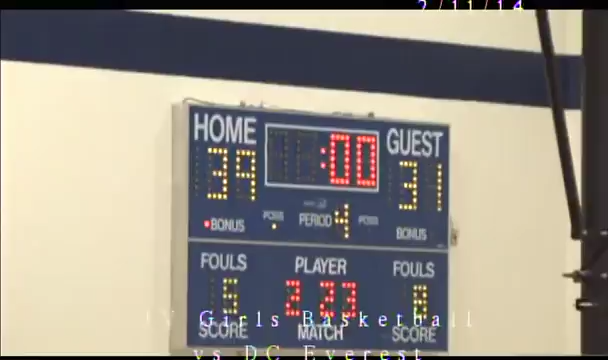 2/11/14
HOME :00 GUEST
39 31
BONUS POSS PERIOD 4 POSS BONUS
FOULS PLAYER FOULS
5 2 23 9
JV Girls Basketball
SCORE MATCH SCORE
vs DC Everest